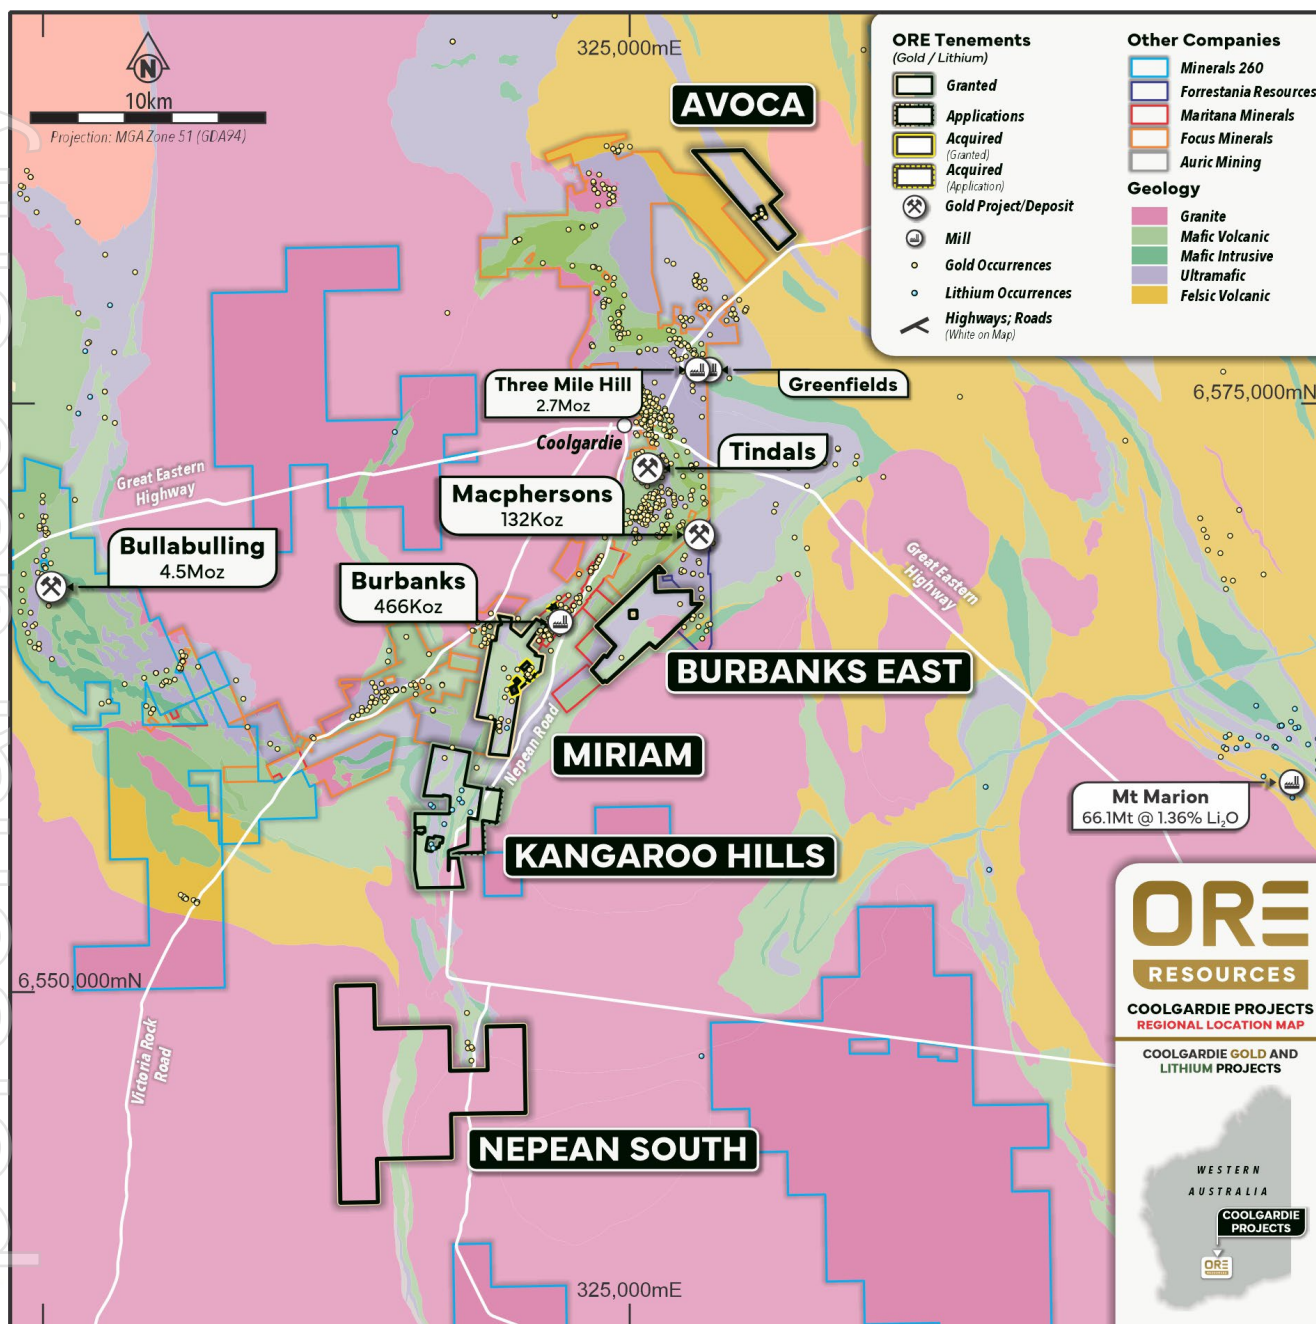 325,000mE
N
10km
Projection: MGA Zone 51 (GDA94)
AVOCA
ORE Tenements
(Gold / Lithium)
Granted
Applications
Acquired
(Granted)
Acquired
(Application)
Gold Project/Deposit
Mill
Gold Occurrences
Lithium Occurrences
Highways; Roads
(White on Map)
Other Companies
Minerals 260
Forrestania Resources
Maritana Minerals
Focus Minerals
Auric Mining
Geology
Granite
Mafic Volcanic
Mafic Intrusive
Ultramafic
Felsic Volcanic
Three Mile Hill
2.7Moz
Greenfields
6,575,000mN
Coolgardie
Tindals
Great Eastern
Highway
Macphersons
132Koz
Bullabulling
4.5Moz
Great Eastern
Highway
Burbanks
466Koz
BURBANKS EAST
Nepean Road
MIRIAM
Mt Marion
66.1Mt @ 1.36% Li₂O
KANGAROO HILLS
6,550,000mN
Victoria Rock
Road
NEPEAN SOUTH
325,000mE
ORE
RESOURCES
COOLGARDIE PROJECTS
REGIONAL LOCATION MAP
COOLGARDIE GOLD AND
LITHIUM PROJECTS
WESTERN
AUSTRALIA
COOLGARDIE
PROJECTS
ORE